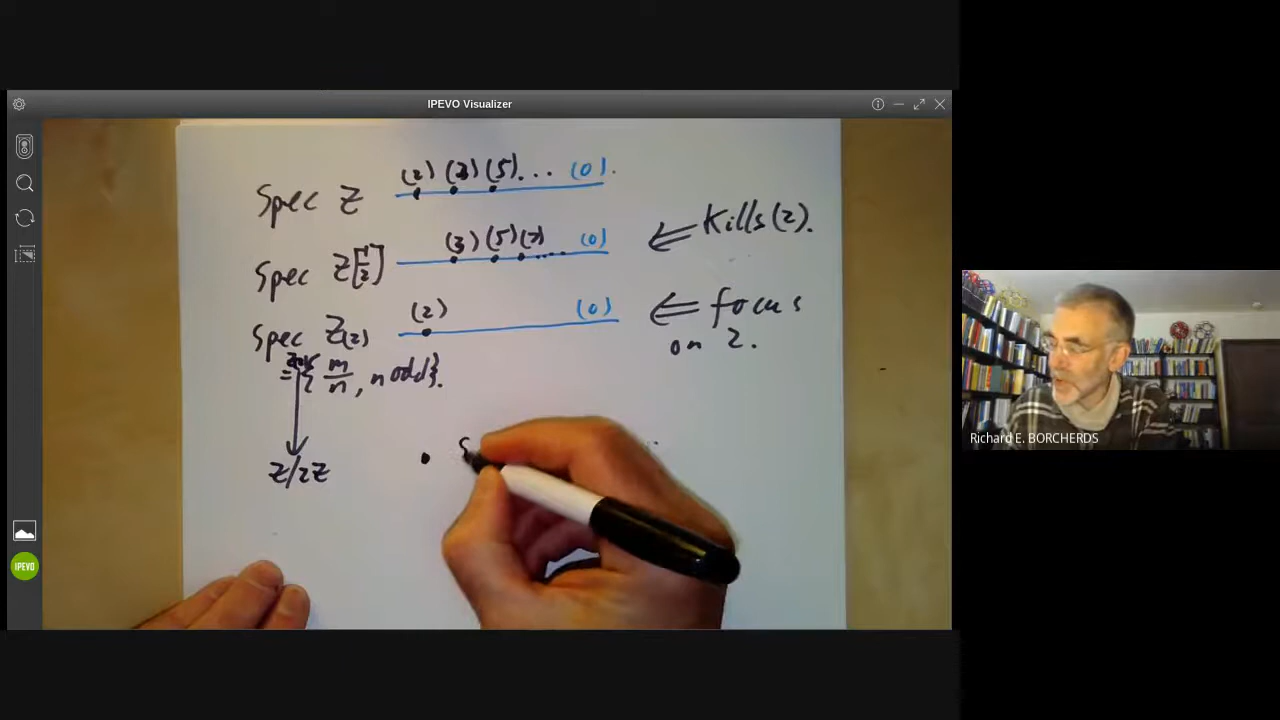 IPEVO Visualizer
(2) (3) (5) ... (0).
Spec Z
Kills (2).
(3) (5) (7) .... (0)
Spec Z[1/2]
(2) (0)
focus
Spec Z(2)
on 2.
= { m/n , n odd}.
Z/2Z
S
IPEVO
Richard E. BORCHERDS